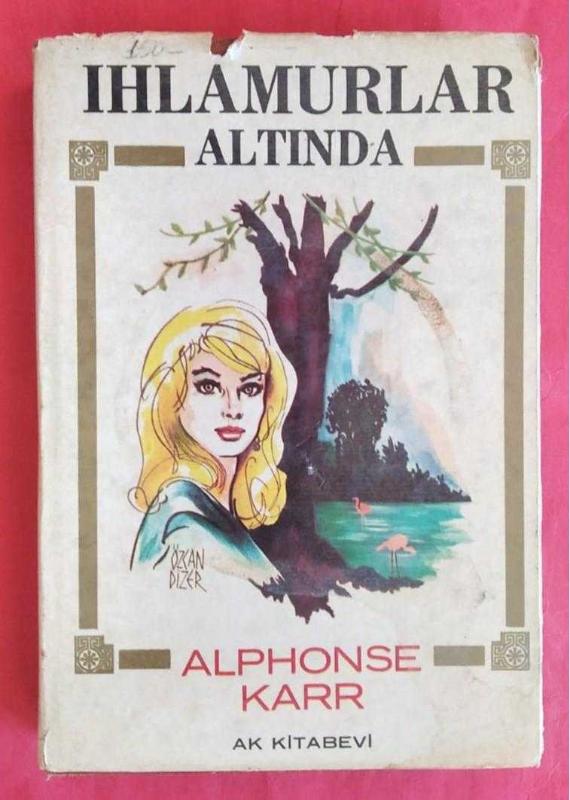 IHLAMURLAR
ALTINDA
ÖZCAN
DİZER
ALPHONSE
KARR
AK KİTABEVİ